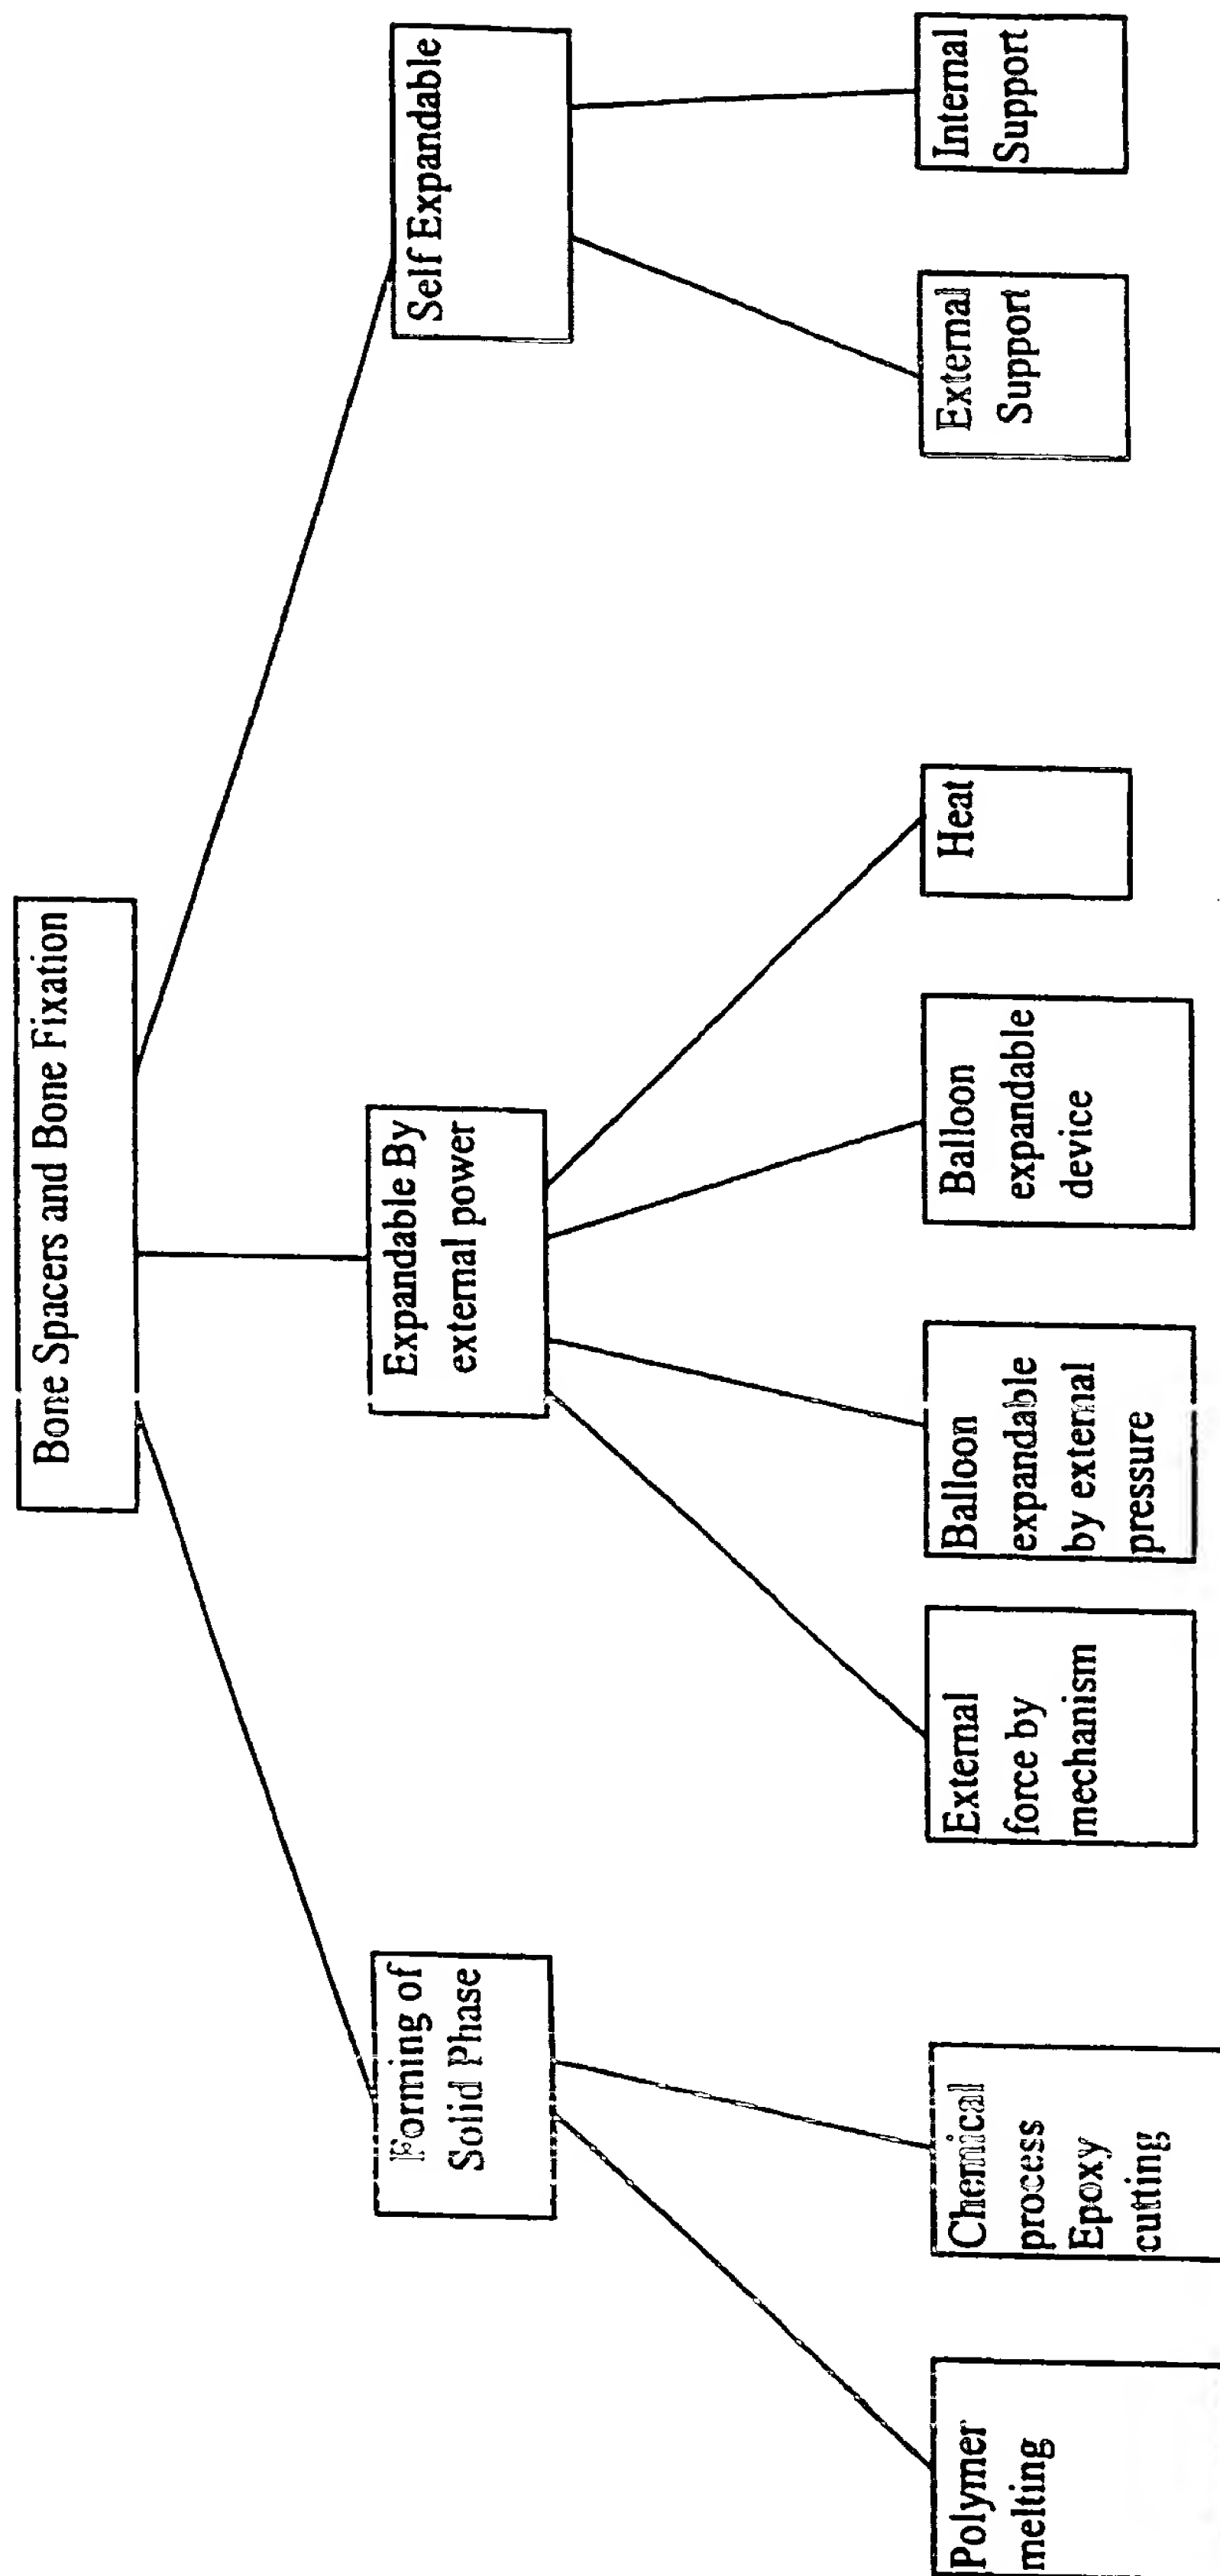 Bone Spacers and Bone Fixation
Forming of
Solid Phase
Expandable By
external power
Self Expandable
Polymer
melting
Chemical
process
Epoxy
cutting
External
force by
mechanism
Balloon
expandable
by external
pressure
Balloon
expandable
device
Heat
External
Support
Internal
Support